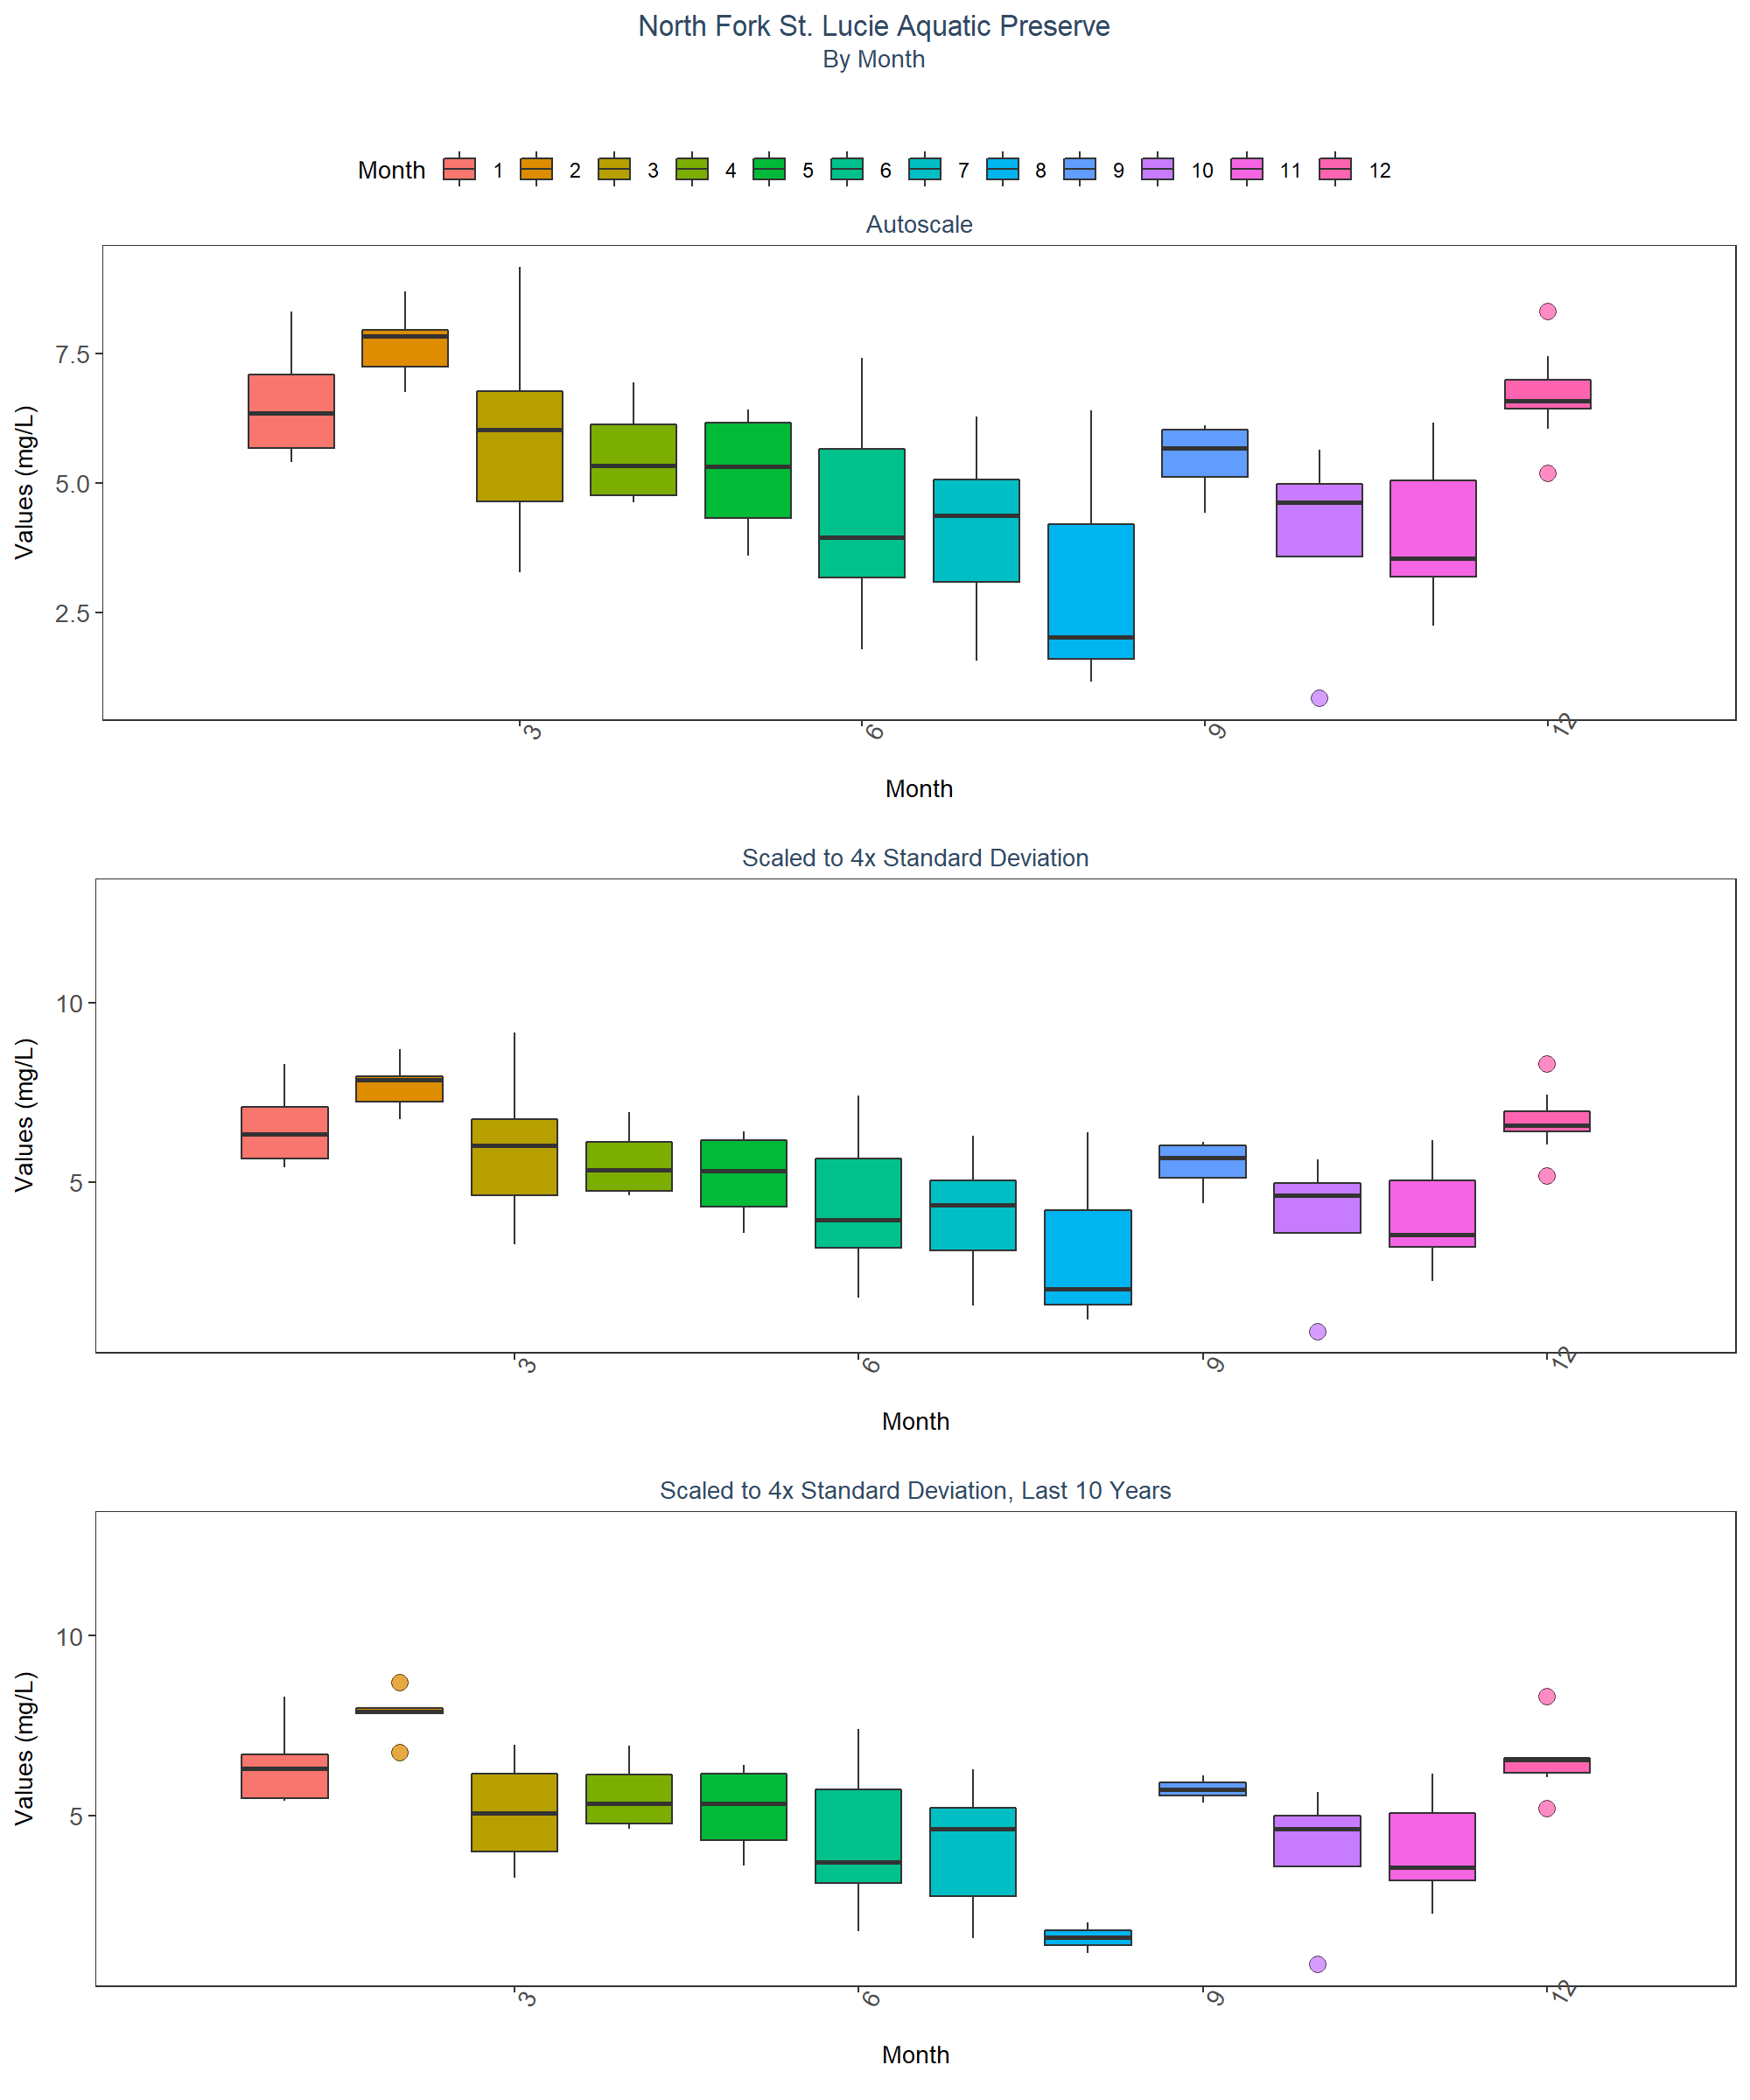 North Fork St. Lucie Aquatic Preserve
By Month
Month 1 2 3 4 5 6 7 8 9 10 11 12
Autoscale
Values (mg/L)
7.5
5.0
2.5
3 6 9 12
Month
Scaled to 4x Standard Deviation
Values (mg/L)
10
5
3 6 9 12
Month
Scaled to 4x Standard Deviation, Last 10 Years
Values (mg/L)
10
5
3 6 9 12
Month